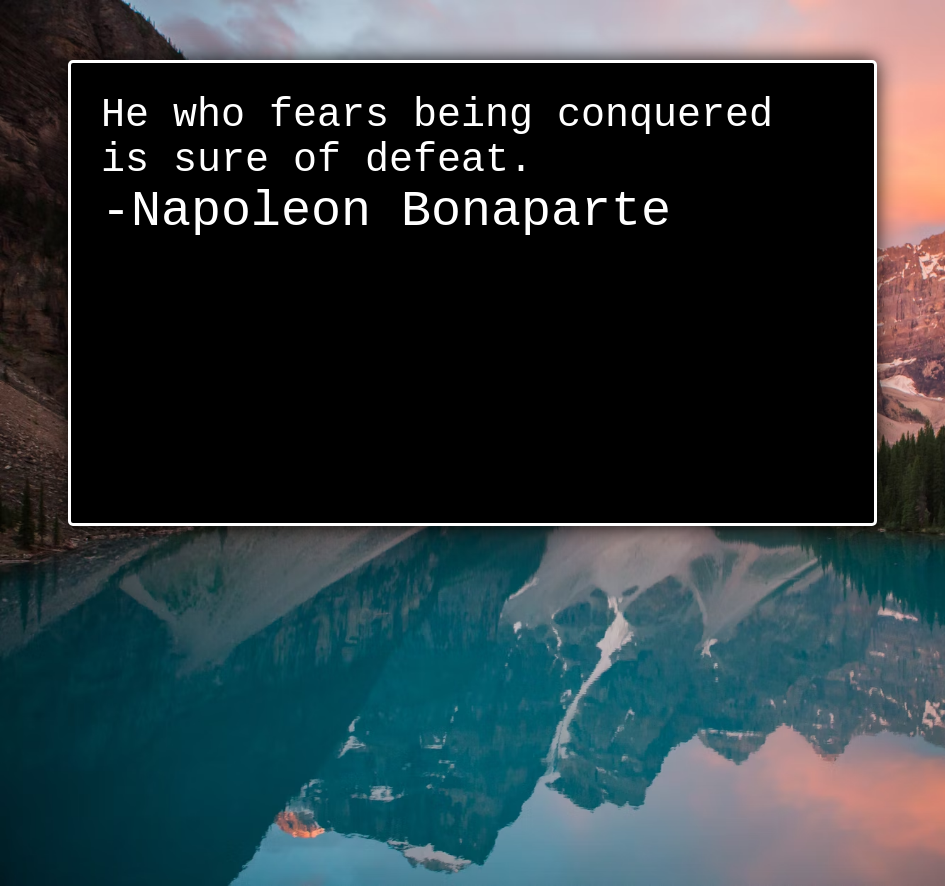 He who fears being conquered
is sure of defeat.
-Napoleon Bonaparte